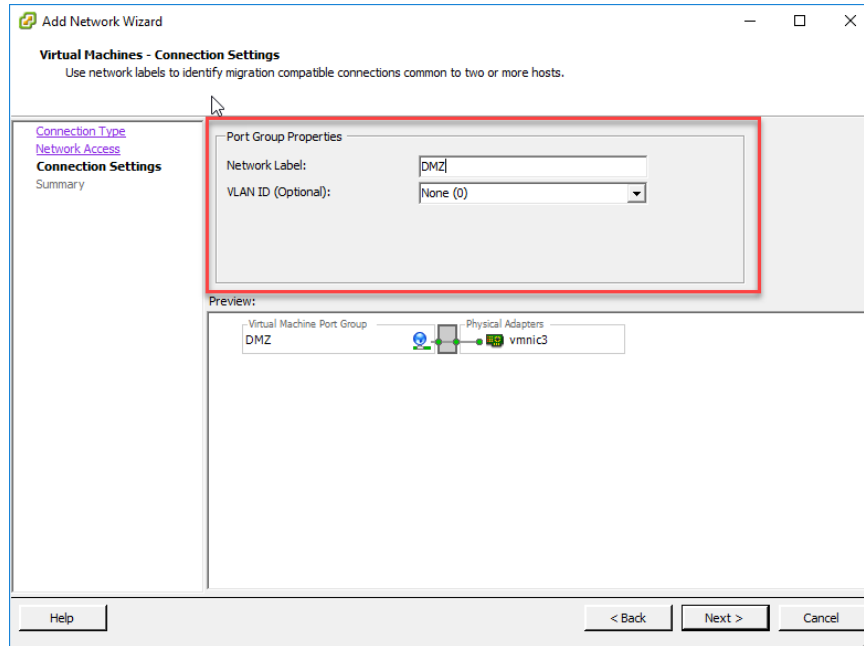 Add Network Wizard
Virtual Machines - Connection Settings
Use network labels to identify migration compatible connections common to two or more hosts.
Connection Type
Network Access
Connection Settings
Summary
Port Group Properties
Network Label:
DMZ
VLAN ID (Optional):
None (0)
Preview:
Virtual Machine Port Group
Physical Adapters
DMZ
vmnic3
Help
< Back
Next >
Cancel